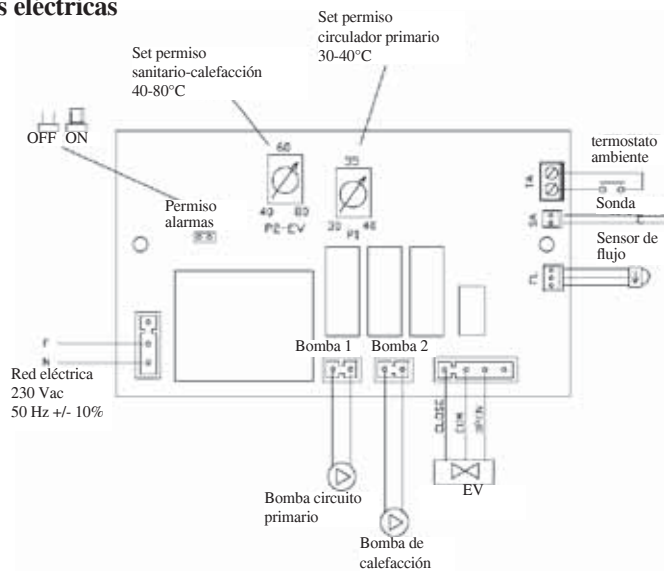 s eléctricas
Set permiso
circulador primario
30-40°C
Set permiso
sanitario-calefacción
40-80°C
OFF ON
60
40 80
P2-EV
35
30 40
P1
termostato
ambiente
TA
Sonda
SA
Sensor de
flujo
FL
Permiso
alarmas
F
N
Red eléctrica
230 Vac
50 Hz +/- 10%
Bomba 1
Bomba 2
CLOSE
COM
OPEN
EV
Bomba circuito
primario
Bomba de
calefacción